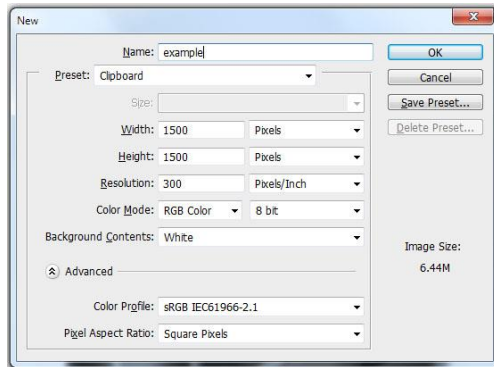 New
Name: example
OK
Preset: Clipboard
Cancel
Size:
Save Preset...
Width: 1500 Pixels
Delete Preset...
Height: 1500 Pixels
Resolution: 300 Pixels/Inch
Color Mode: RGB Color 8 bit
Background Contents: White
Image Size:
6.44M
Advanced
Color Profile: sRGB IEC61966-2.1
Pixel Aspect Ratio: Square Pixels